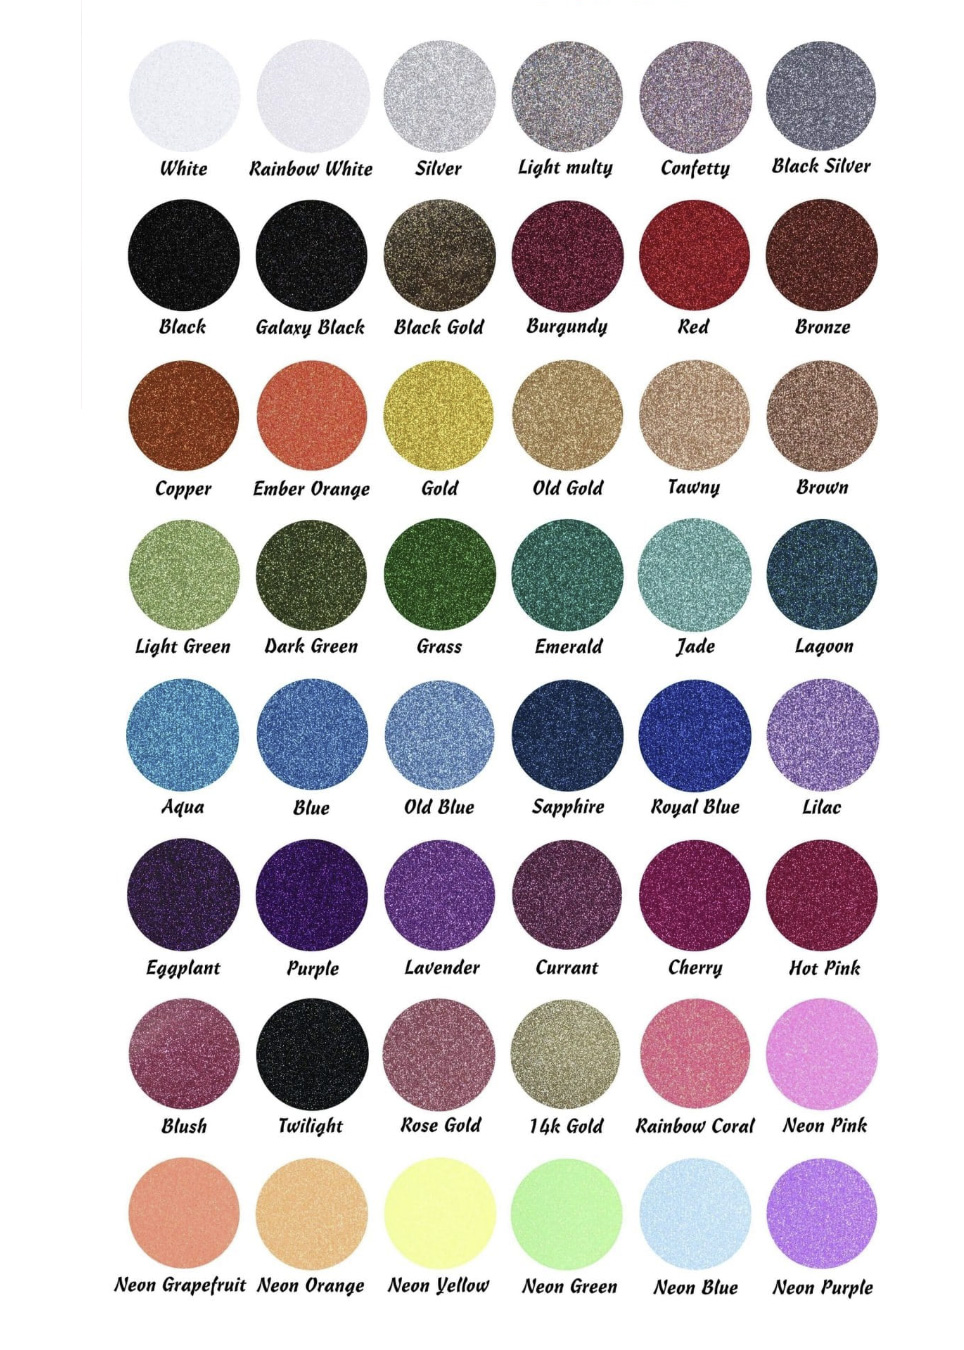 White Rainbow White Silver Light multy Confetty Black Silver
Black Galaxy Black Black Gold Burgundy Red Bronze
Copper Ember Orange Gold Old Gold Tawny Brown
Light Green Dark Green Grass Emerald Jade Lagoon
Aqua Blue Old Blue Sapphire Royal Blue Lilac
Eggplant Purple Lavender Currant Cherry Hot Pink
Blush Twilight Rose Gold 14k Gold Rainbow Coral Neon Pink
Neon Grapefruit Neon Orange Neon Yellow Neon Green Neon Blue Neon Purple